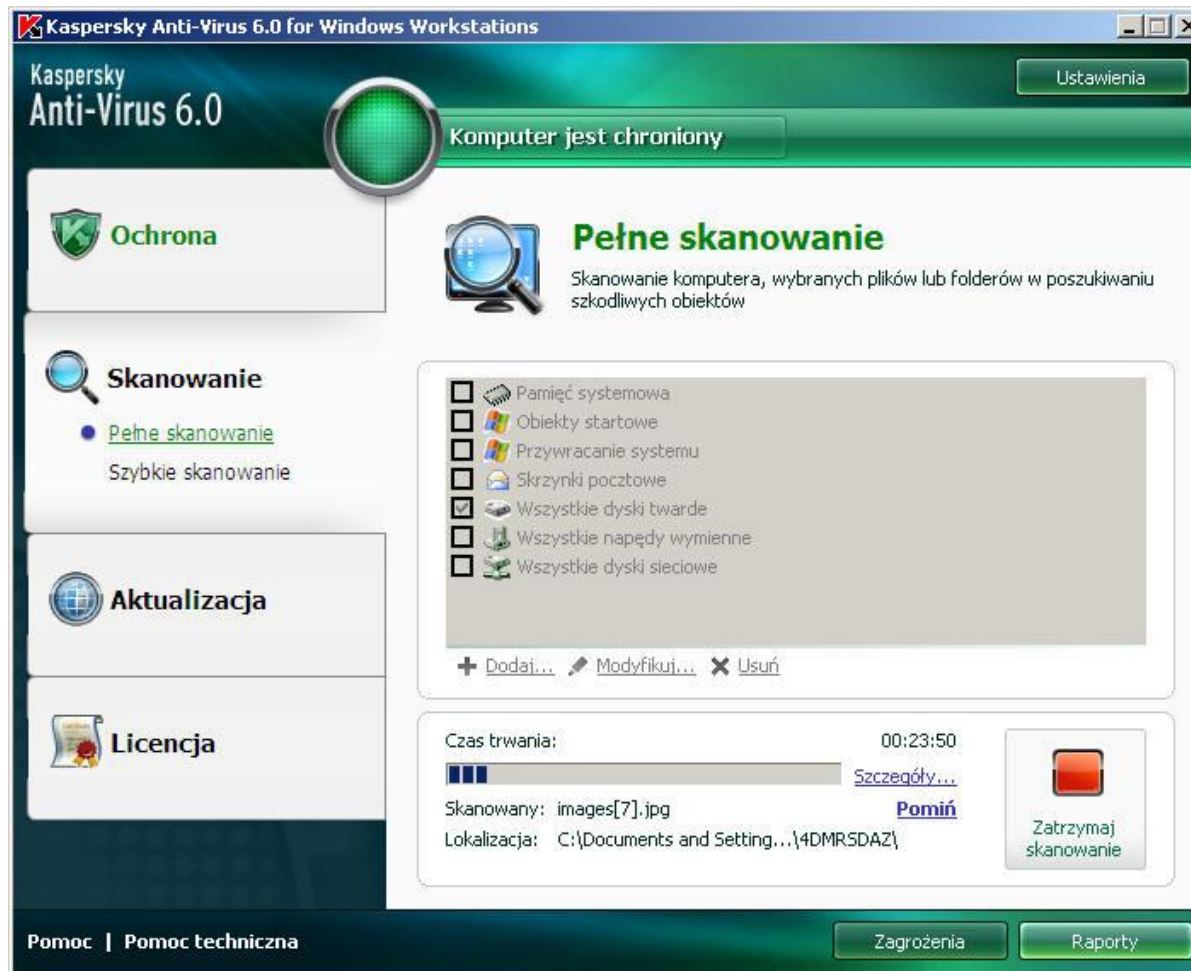 Kaspersky Anti-Virus 6.0 for Windows Workstations
Kaspersky
Anti-Virus 6.0
Ustawienia
Komputer jest chroniony
Ochrona
Skanowanie
Pełne skanowanie
Szybkie skanowanie
Aktualizacja
Licencja
Pełne skanowanie
Skanowanie komputera, wybranych plików lub folderów w poszukiwaniu
szkodliwych obiektów
Pamięć systemowa
Obiekty startowe
Przywracanie systemu
Skrzynki pocztowe
Wszystkie dyski twarde
Wszystkie napędy wymienne
Wszystkie dyski sieciowe
Dodaj... Modyfikuj... Usuń
Czas trwania: 00:23:50
Szczegóły...
Skanowany: images[7].jpg Pomiń
Lokalizacja: C:\Documents and Setting...\4DMRSDAZ\
Zatrzymaj
skanowanie
Pomoc | Pomoc techniczna
Zagrożenia
Raporty